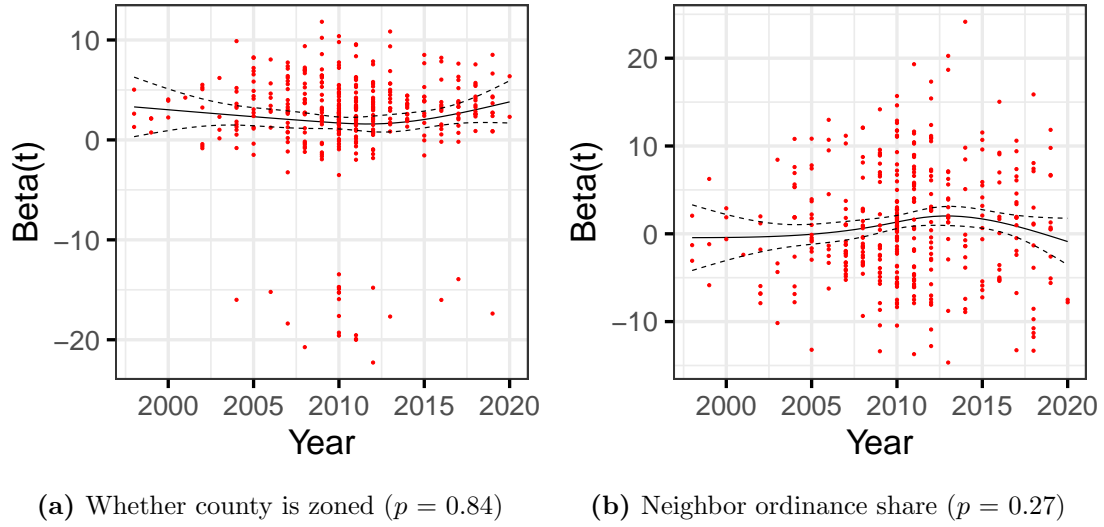 10
0
−10
−20
Beta(t)
2000 2005 2010 2015 2020
Year
20
10
0
−10
Beta(t)
2000 2005 2010 2015 2020
Year
(a) Whether county is zoned (p = 0.84)
(b) Neighbor ordinance share (p = 0.27)